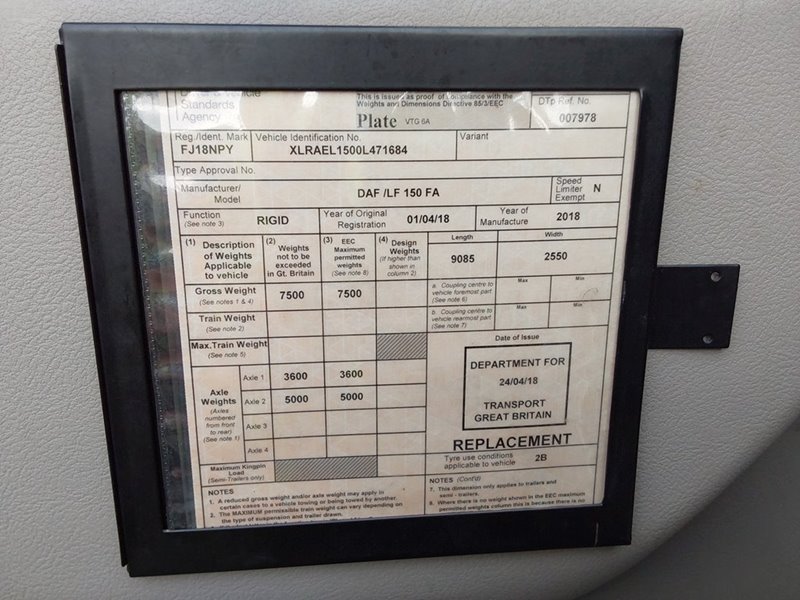 Vehicle
Standards
Agency
This is issued as proof of compliance with the
Weights and Dimensions Directive 85/3/EEC
Plate VTG 6A
DTp Ref. No.
007978
Reg./Ident. Mark
FJ18NPY
Vehicle Identification No.
XLRAEL1500L471684
Variant
Type Approval No.
Manufacturer/
Model
DAF /LF 150 FA
Speed
Limiter
Exempt
N
Function
(See note 3)
RIGID
Year of Original
Registration
01/04/18
Year of
Manufacture
2018
(1) Description
of Weights
Applicable
to vehicle
(2) Weights
not to be
exceeded
in Gt. Britain
(3) EEC
Maximum
permitted
weights
(See note 8)
(4) Design
Weights
(If higher than
shown in
column 2)
Length
9085
Width
2550
Gross Weight
(See notes 1 & 4)
7500
7500
a. Coupling centre to
vehicle foremost part
(See note 6)
Max
Min
Train Weight
(See note 2)
b. Coupling centre to
vehicle rearmost part
(See note 7)
Max
Min
Max.Train Weight
(See note 5)
Axle
Weights
(Axles
numbered
from front
to rear)
(See note 1)
Axle 1
3600
3600
Axle 2
5000
5000
Axle 3
Axle 4
Maximum Kingpin
Load
(Semi-Trailers only)
Date of Issue
DEPARTMENT FOR
24/04/18
TRANSPORT
GREAT BRITAIN
REPLACEMENT
Tyre use conditions
applicable to vehicle
2B
NOTES
1. A reduced gross weight and/or axle weight may apply in
certain cases to a vehicle towing or being towed by another
2. The MAXIMUM permissible train weight can vary depending on
the type of suspension and trailer drawn.
NOTES (Cont'd)
7. This dimension only applies to trailers and
semi - trailers.
8. Where there is no weight shown in the EEC maximum
permitted weights column this is because there is no